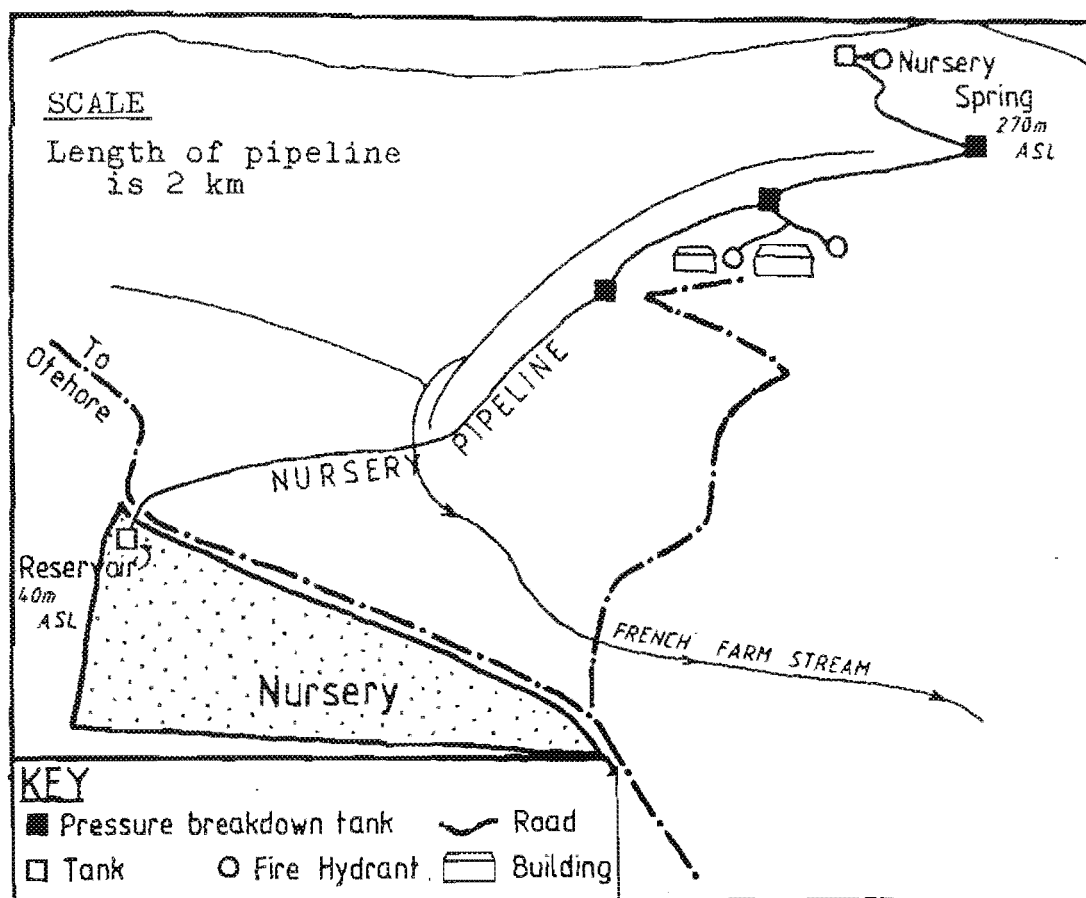 SCALE
Length of pipeline
is 2 km
Nursery
Spring
270m
ASL
To
Otehore
NURSERY PIPELINE
Reservoir
40m
ASL
FRENCH FARM STREAM
Nursery
KEY
Pressure breakdown tank
Road
Tank
Fire Hydrant
Building